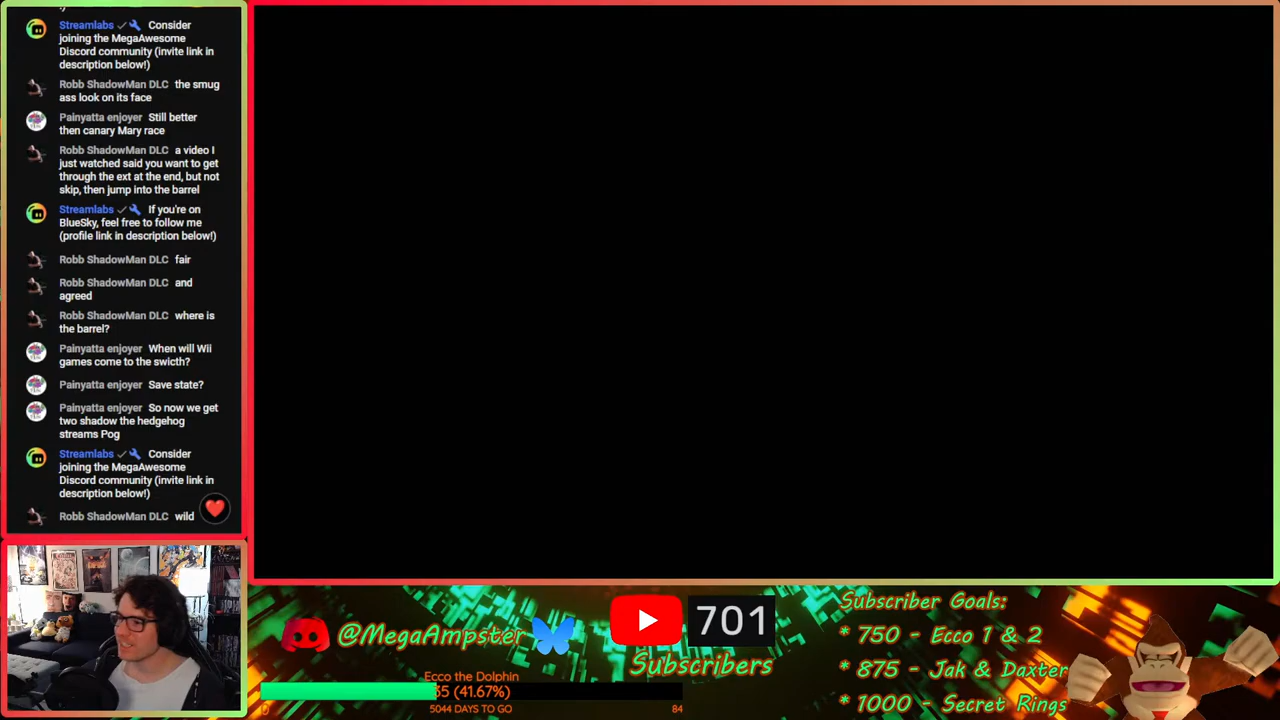 Streamlabs Consider
joining the MegaAwesome
Discord community (invite link in
description below!)
Robb ShadowMan DLC the smug
ass look on its face
Painyatta enjoyer Still better
then canary Mary race
Robb ShadowMan DLC a video I
just watched said you want to get
through the ext at the end, but not
skip, then jump into the barrel
Streamlabs If you're on
BlueSky, feel free to follow me
(profile link in description below!)
Robb ShadowMan DLC fair
Robb ShadowMan DLC and
agreed
Robb ShadowMan DLC where is
the barrel?
Painyatta enjoyer When will Wii
games come to the swicth?
Painyatta enjoyer Save state?
Painyatta enjoyer So now we get
two shadow the hedgehog
streams Pog
Streamlabs Consider
joining the MegaAwesome
Discord community (invite link in
description below!)
Robb ShadowMan DLC wild
@MegaAmpster
701
Subscribers
Ecco the Dolphin
35 (41.67%)
0
5044 DAYS TO GO
84
Subscriber Goals:
* 750 - Ecco 1 & 2
* 875 - Jak & Daxter
* 1000 - Secret Rings